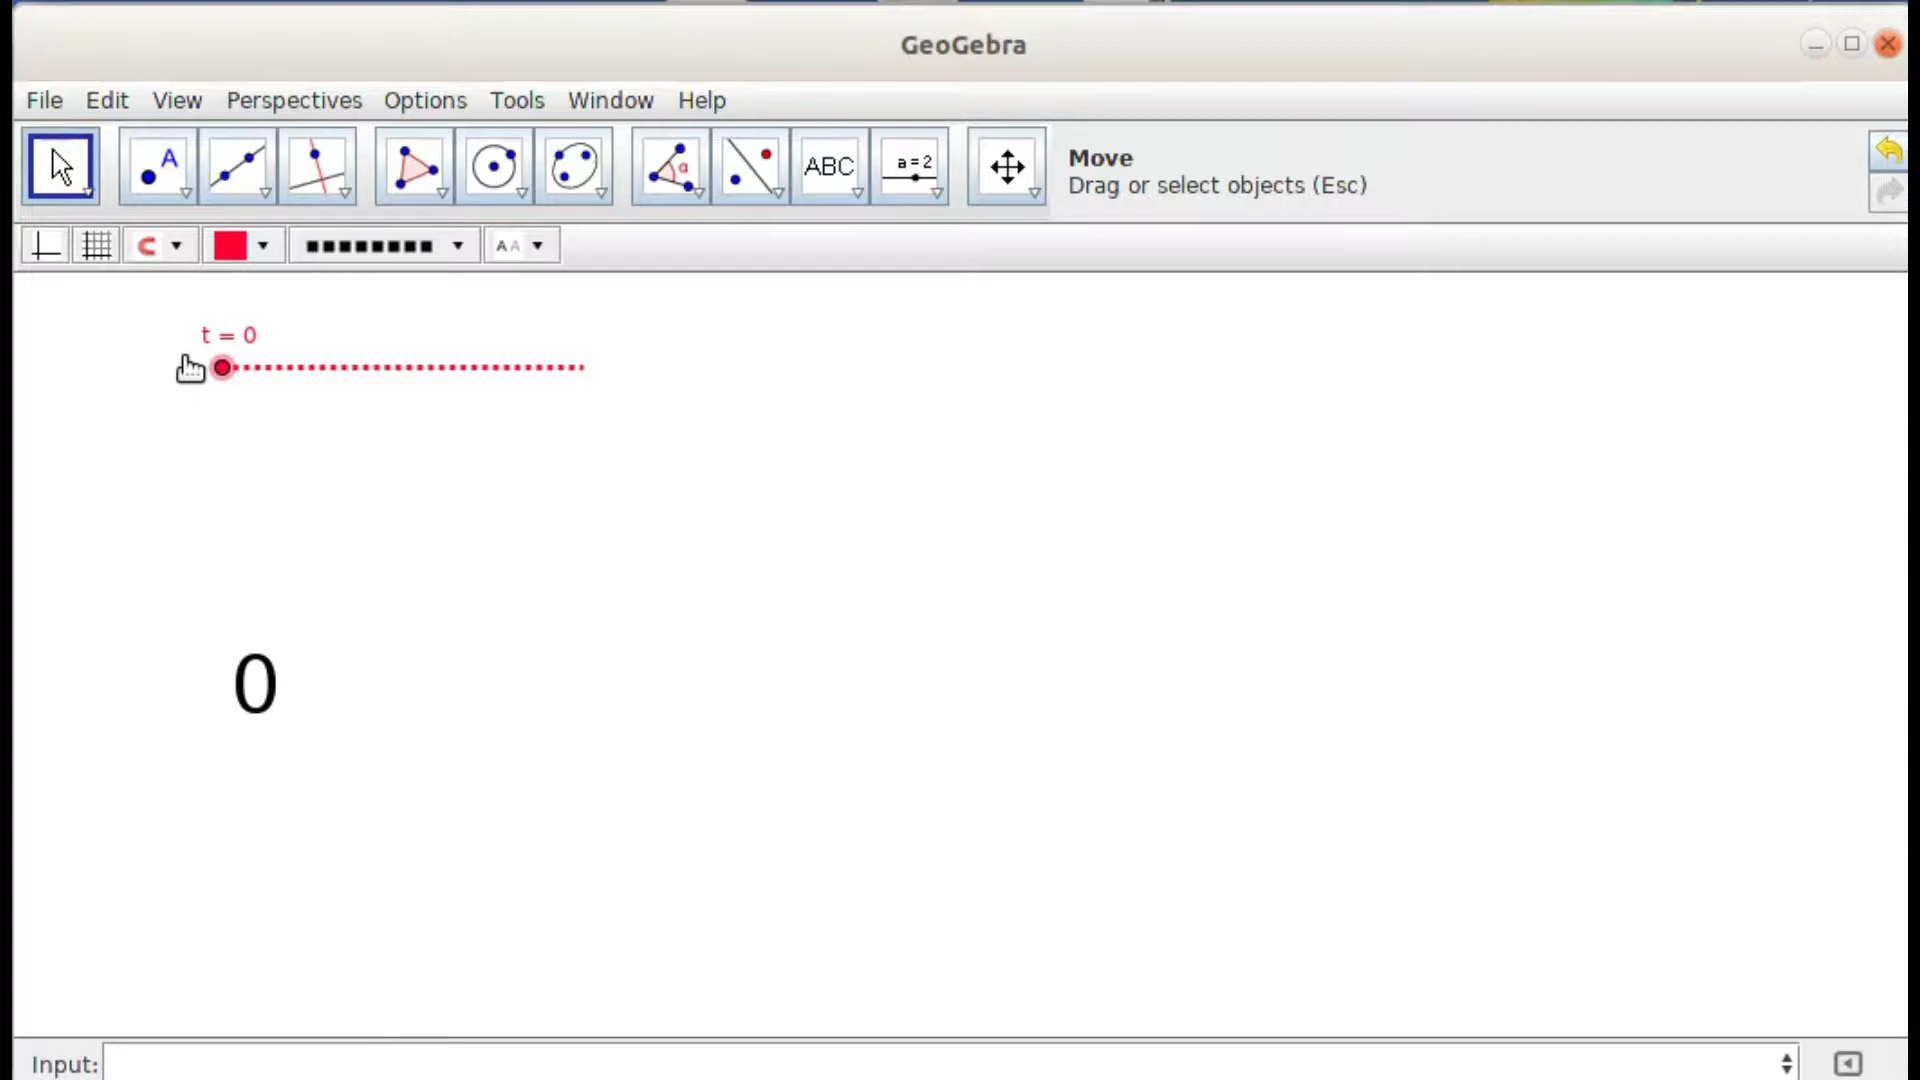 GeoGebra
File Edit View Perspectives Options Tools Window Help
A
α
ABC
a=2
Move
Drag or select objects (Esc)
A A
t = 0
0
Input: